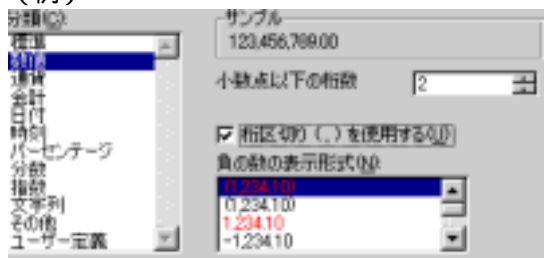 (例)
分類(C):
標準
数値
通貨
会計
日付
時刻
パーセンテージ
分数
指数
文字列
その他
ユーザー定義
サンプル
123,456,789.00
小数点以下の桁数 2
桁区切り(,)を使用する(U)
負の数の表示形式(N):
(1,234.10)
(1,234.10)
1,234.10
-1,234.10